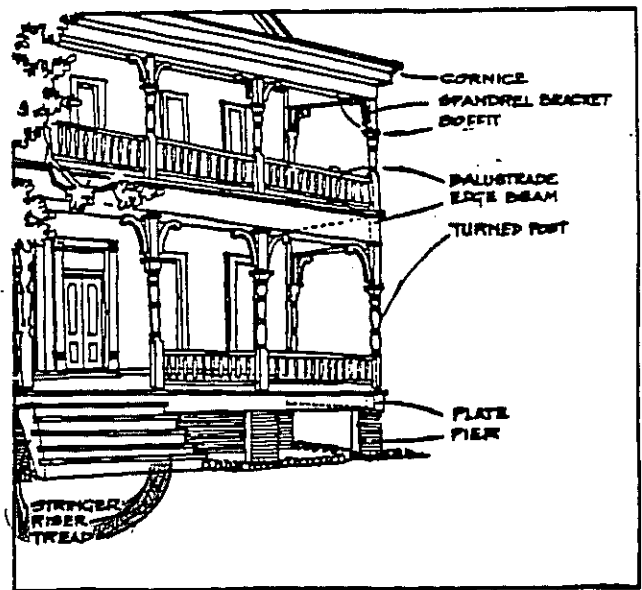 CORNICE
SPANDREL BRACKET
SOFFIT
BALUSTRADE
EDGE BEAM
TURNED POST
PLATE
PIER
STRINGER
RISER
TREAD